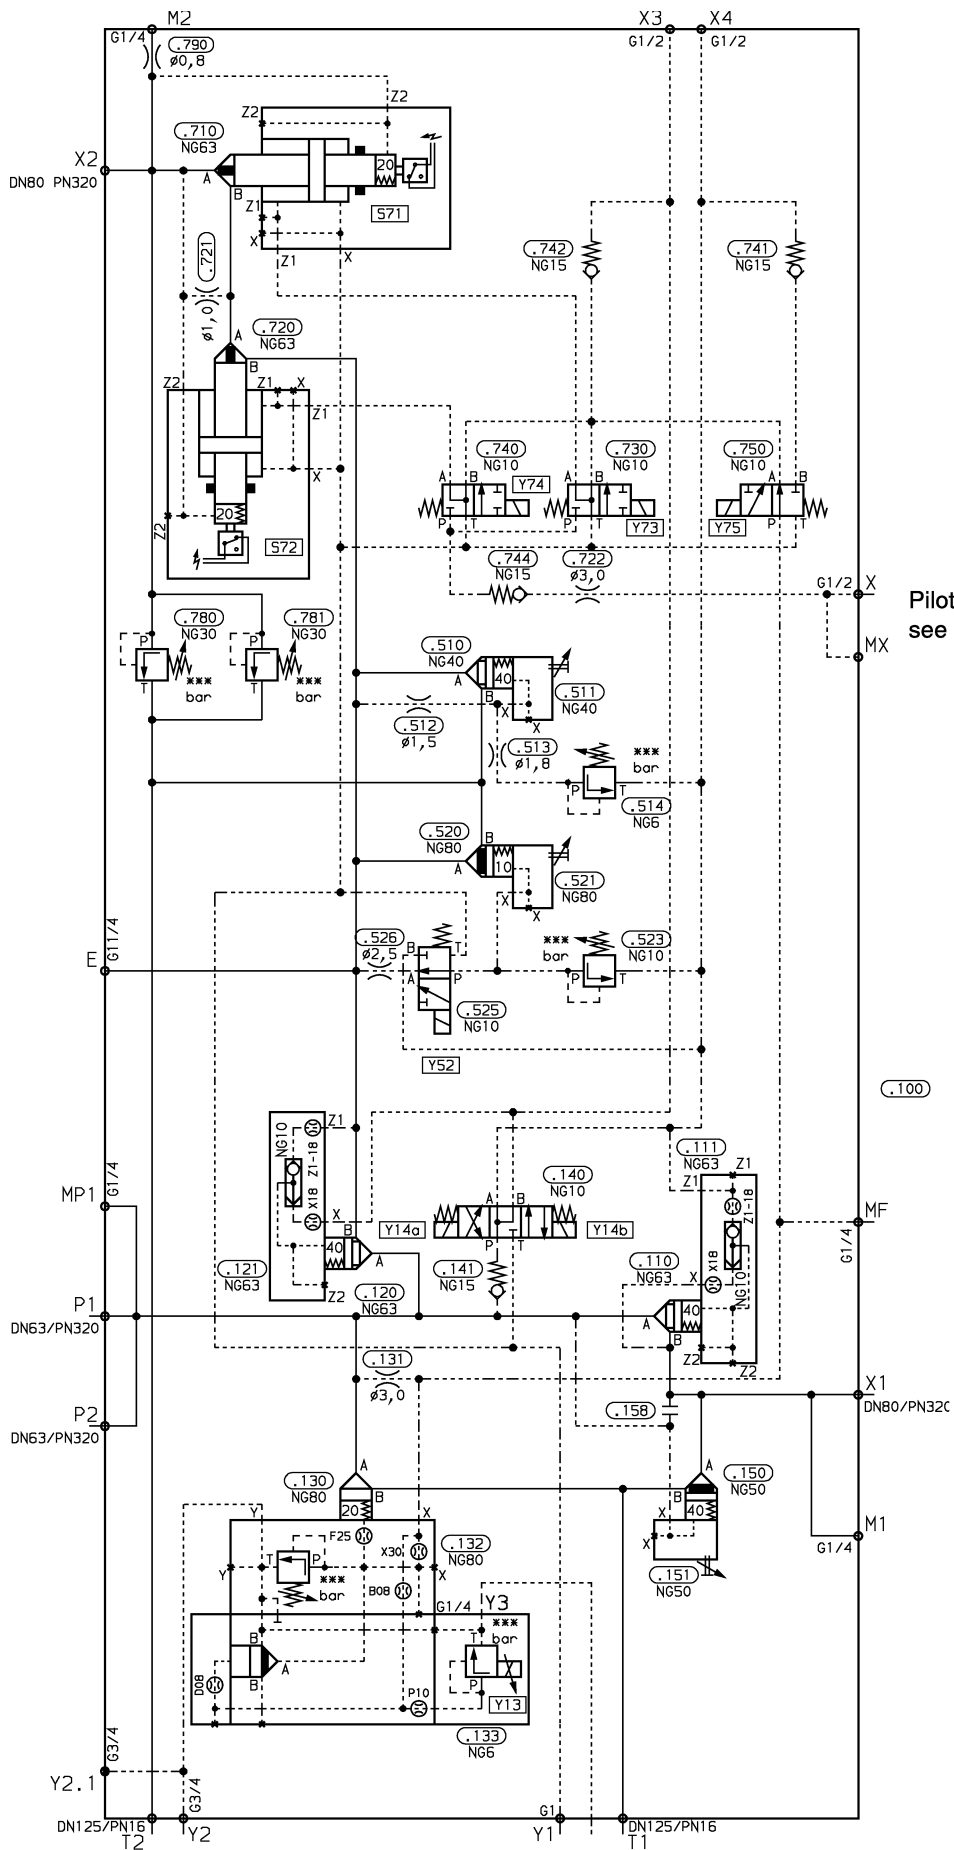 M2
X3
X4
G1/4
.790
ø0,8
G1/2
G1/2
Z2
Z2
.710
NG63
X2
DN80 PN320
A
B
20
Z1
X
S71
Z1
X
.721
ø1,0
.742
NG15
.741
NG15
.720
NG63
A
B
Z2
Z1
X
Z1
X
20
Z2
S72
.740
NG10
.730
NG10
.750
NG10
A
B
Y74
A
B
A
B
P
T
P
T
Y73
Y75
P
T
.744
NG15
.722
ø3,0
G1/2
X
Pilot
see
MX
.780
NG30
.781
NG30
P
T
***
bar
P
T
***
bar
.510
NG40
A
40
B
X
X
.511
NG40
.512
ø1,5
.513
ø1,8
***
bar
P
T
.514
NG6
.520
NG80
B
A
10
X
X
.521
NG80
G11/4
E
.526
ø2,5
B
T
A
P
.525
NG10
***
bar
P
T
.523
NG10
Y52
.100
NG10
Z1
Z1-18
X18
X
.111
NG63
Z1
Z1
Z1-18
MP1
G1/4
.140
NG10
A
B
Y14a
Y14b
P
T
MF
G1/4
B
40
A
.121
NG63
Z2
.120
NG63
.141
NG15
.110
NG63
X18
X
NG10
40
A
B
Z2
Z2
P1
DN63/PN320
.131
ø3,0
P2
DN63/PN320
X1
DN80/PN320
.158
.130
NG80
A
B
20
.150
NG50
A
B
40
X
M1
G1/4
.151
NG50
Y
F25
X
X30
.132
NG80
T
P
Y
X
***
bar
B08
G1/4
Y3
***
bar
T
P
B
A
B
D08
P10
Y13
.133
NG6
G3/4
Y2.1
G3/4
G1
DN125/PN16
T2
Y2
Y1
T1
DN125/PN16